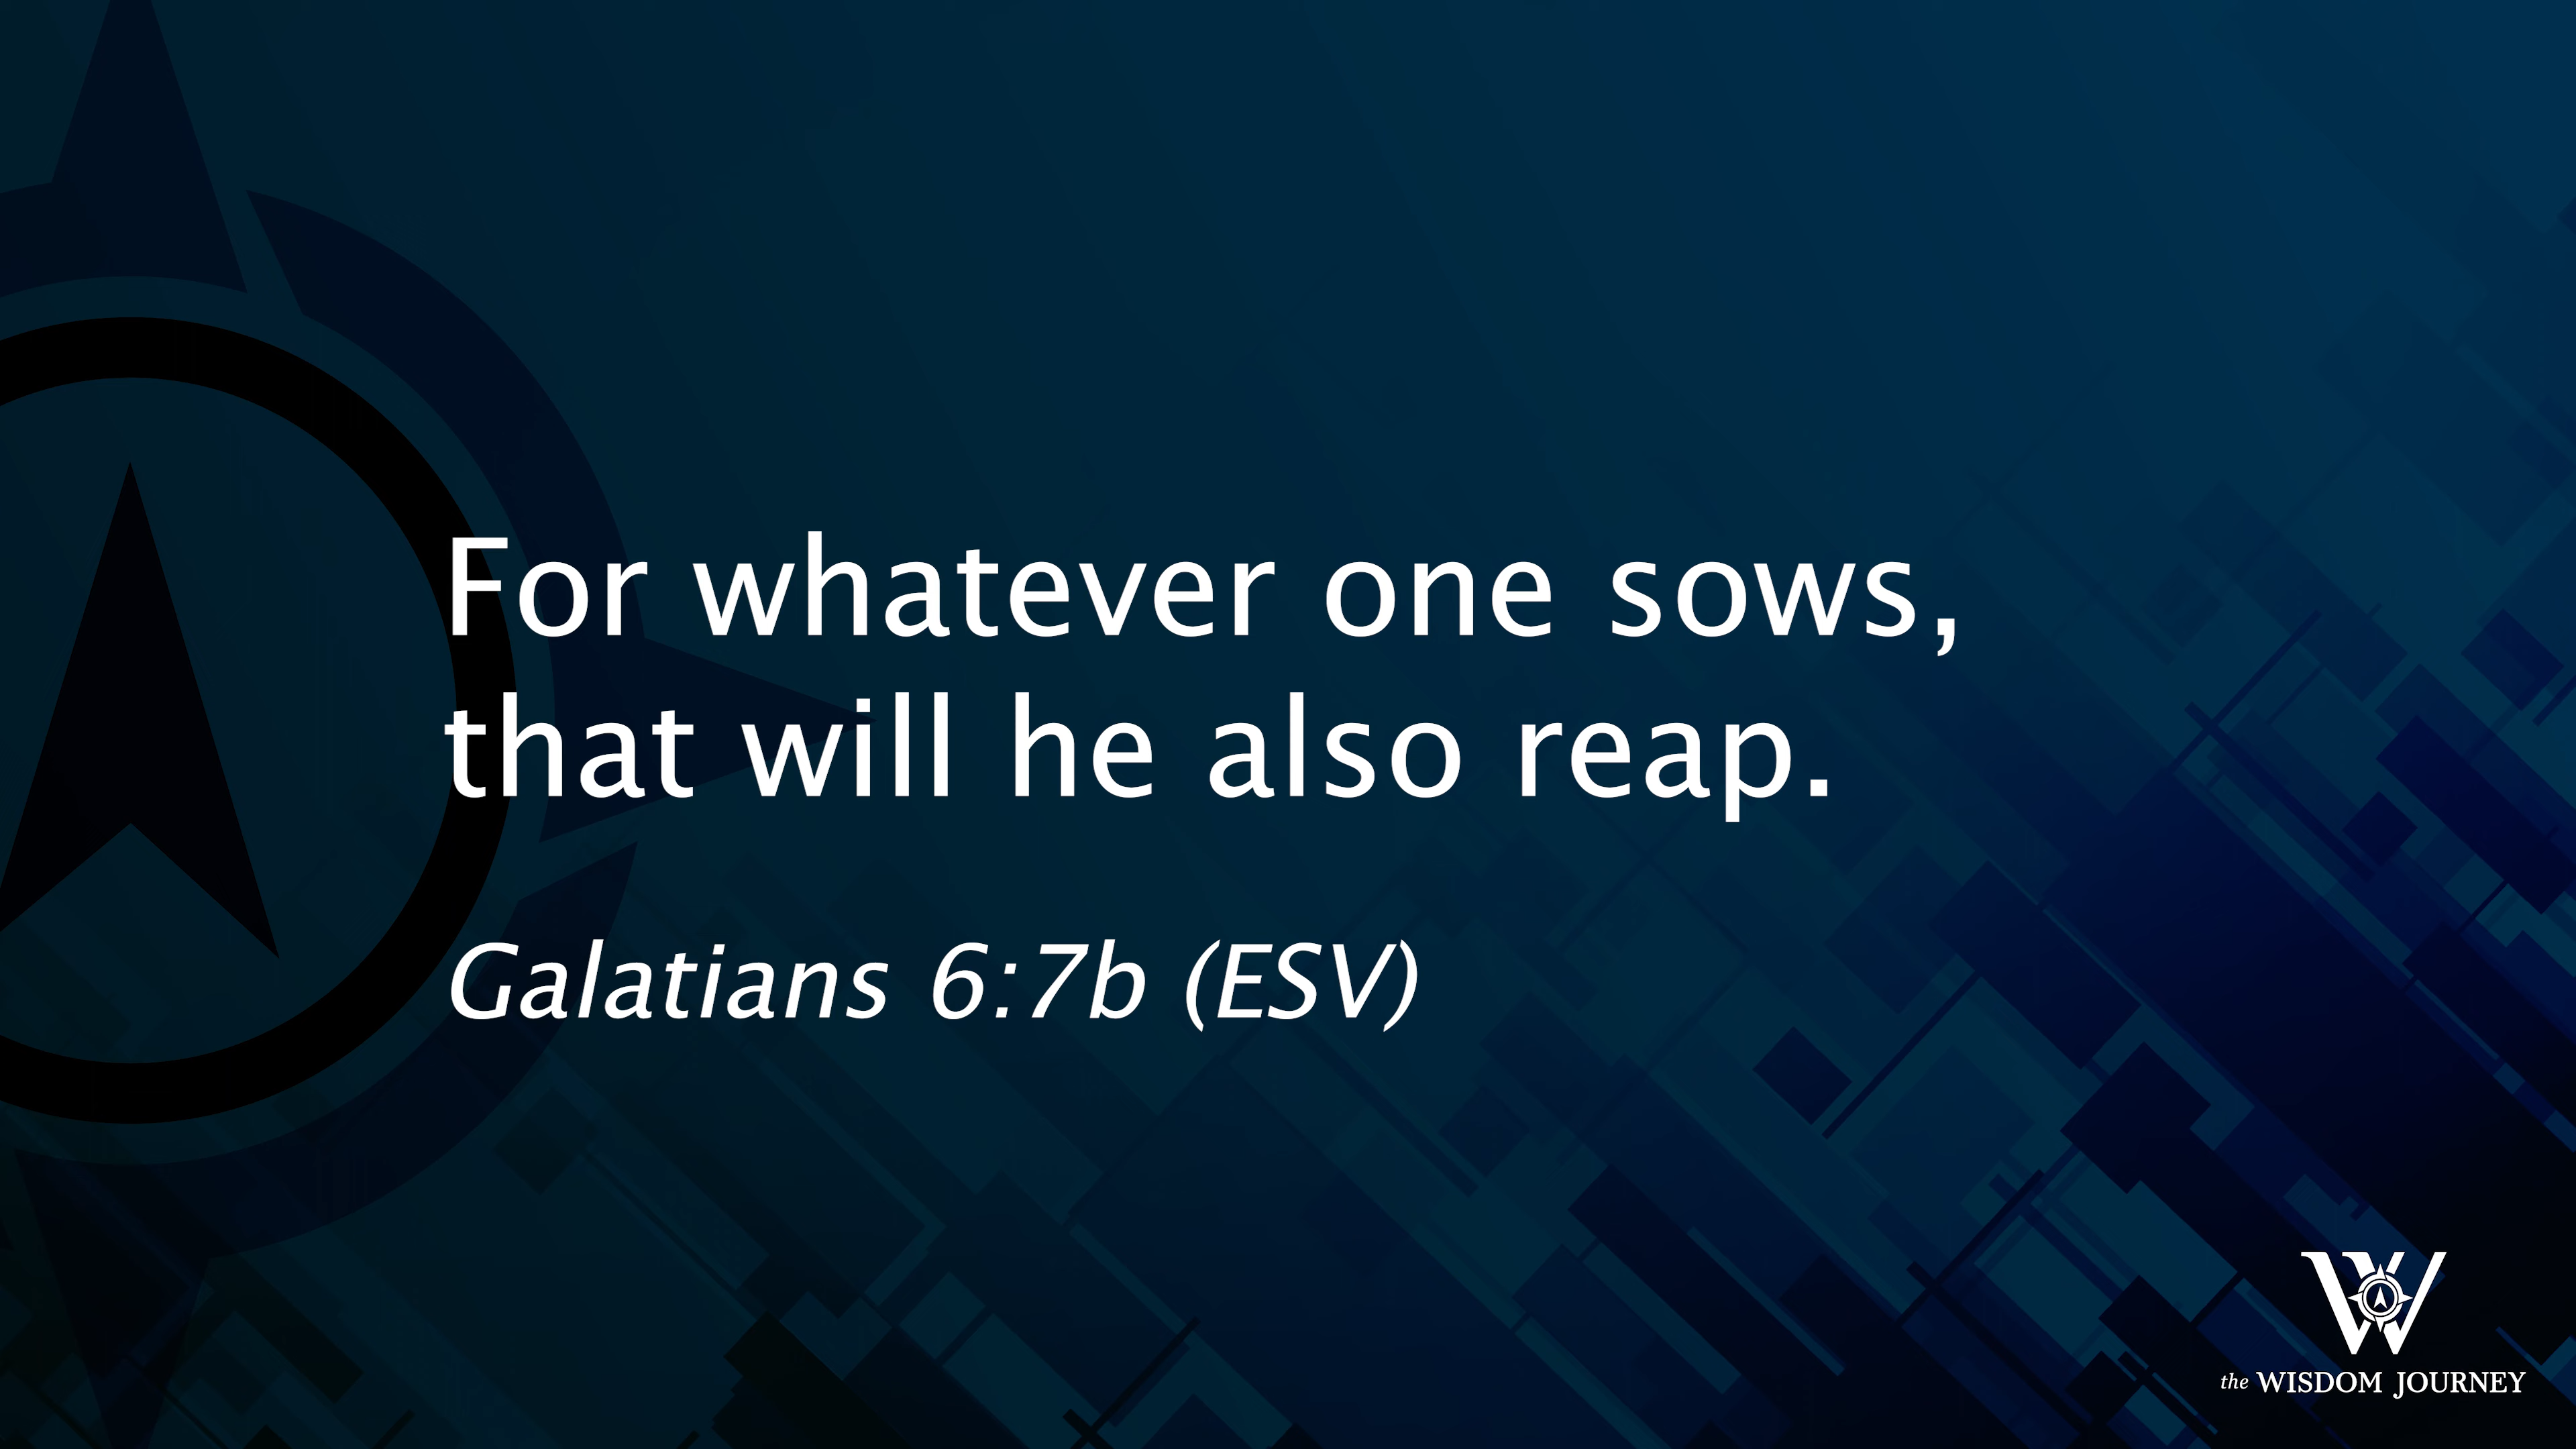 For whatever one sows,
that will he also reap.
Galatians 6:7b (ESV)
W
the WISDOM JOURNEY